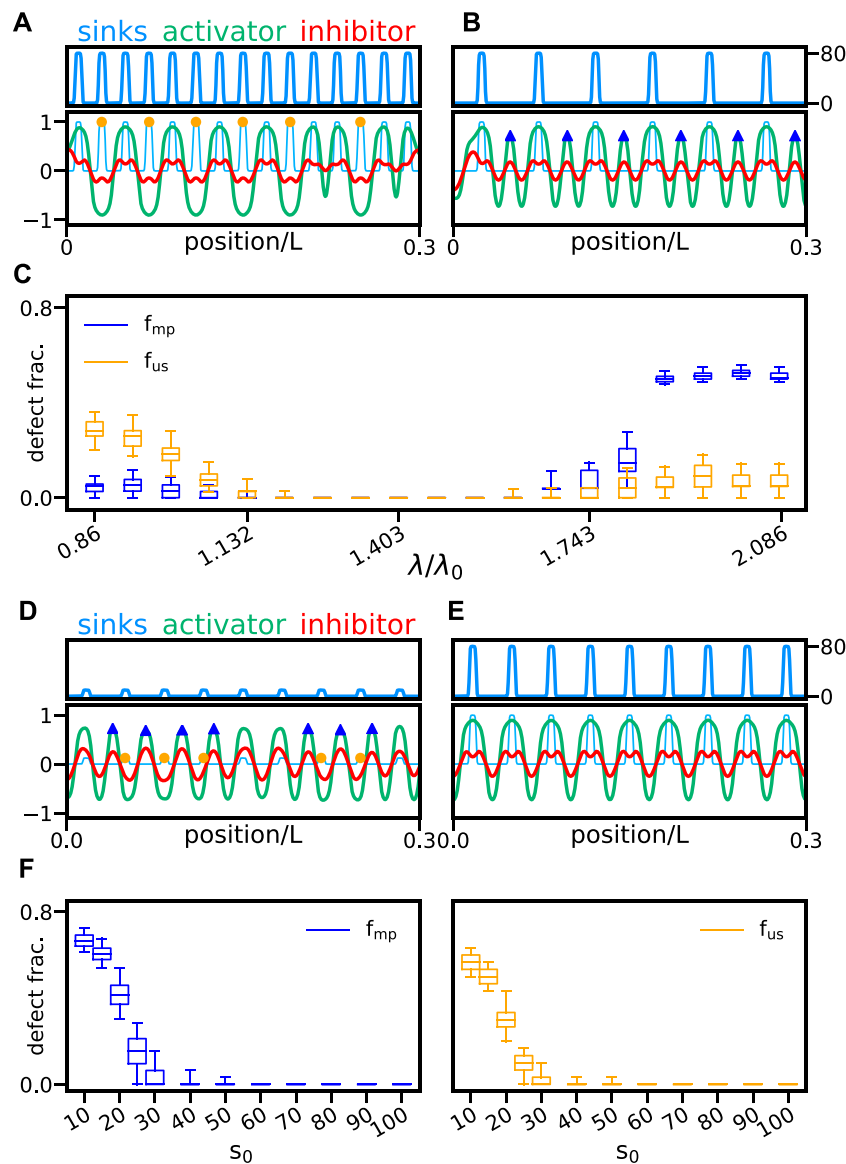 A
sinks activator inhibitor
B
80
0
1
0
−1
0
position/L
0.3
0
position/L
0.3
C
0.8
0.0
defect frac.
f_mp
f_us
0.86
1.132
1.403
1.743
2.086
λ/λ₀
D
sinks activator inhibitor
E
80
0
1
0
−1
0.0
position/L
0.3
0.0
position/L
0.3
F
0.8
0.0
defect frac.
f_mp
10 20 30 40 50 60 70 80 90 100
s₀
f_us
10 20 30 40 50 60 70 80 90 100
s₀